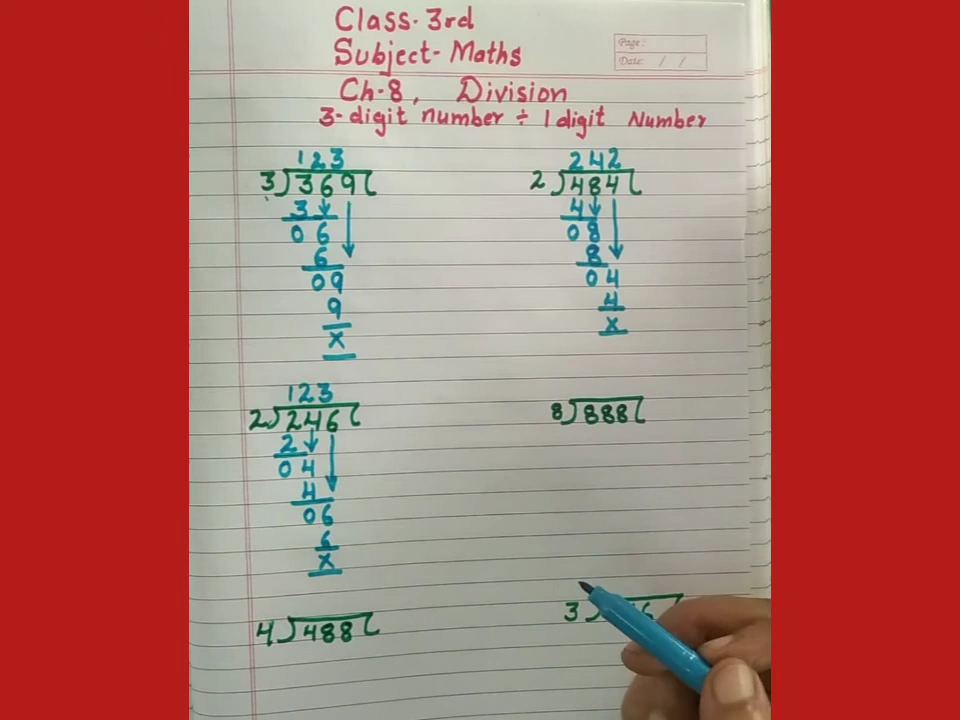 Class-3rd
Subject-Maths
Page:
Date: / /
Ch-8, Division
3-digit number ÷ 1 digit Number
123
3)369(
3
06
6
09
9
x
242
2)484(
4
08
8
04
4
x
123
2)246(
2
04
4
06
6
x
8)888(
4)488(
3)